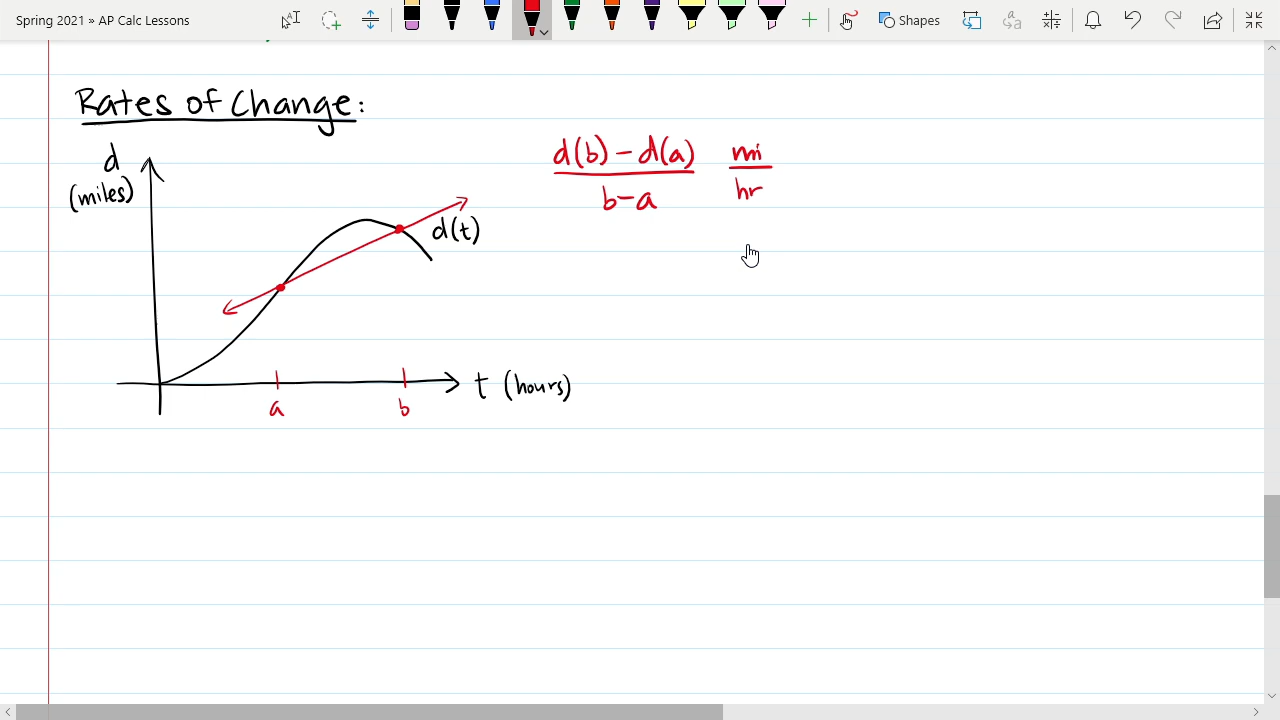 Spring 2021 » AP Calc Lessons
Shapes
Rates of Change:
d
(miles)
d(t)
a
b
t (hours)
d(b) - d(a)
b-a
mi
hr